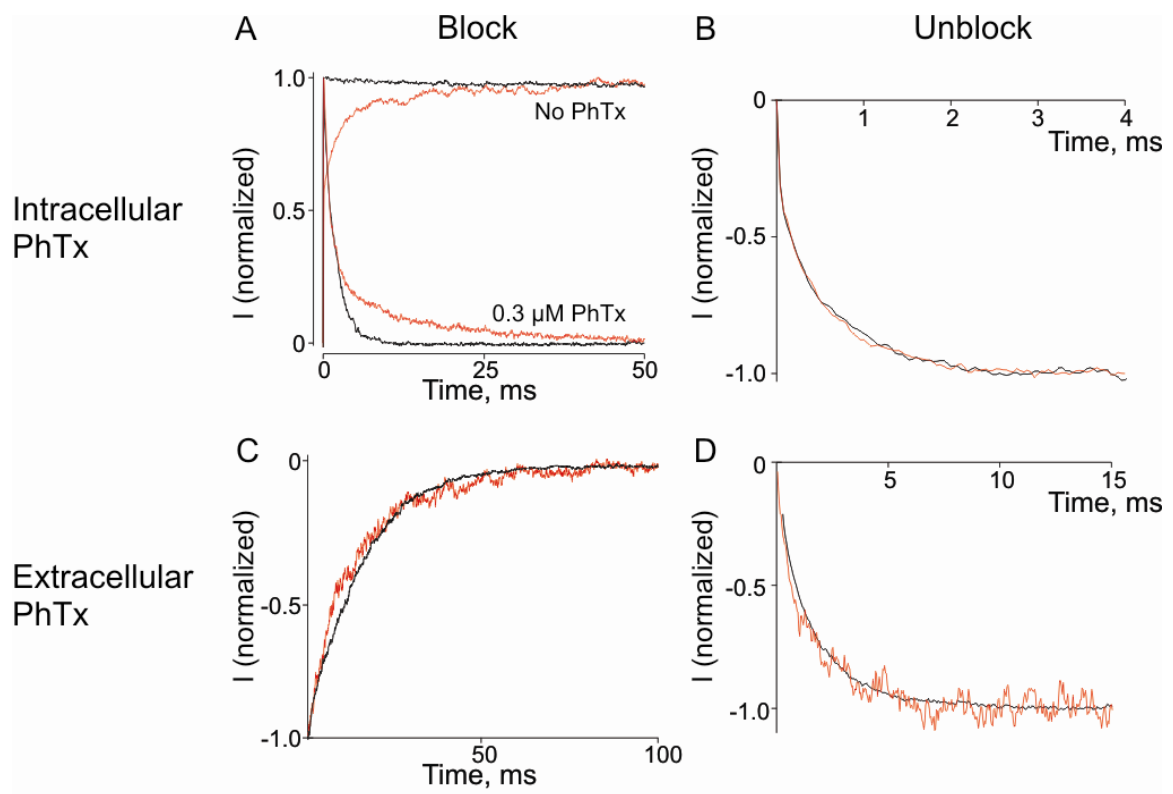 A
Block
B
Unblock
Intracellular
PhTx
I (normalized)
1.0
0.5
0
No PhTx
0.3 µM PhTx
0
25
50
Time, ms
I (normalized)
0
-0.5
-1.0
1
2
3
4
Time, ms
C
D
Extracellular
PhTx
I (normalized)
0
-0.5
-1.0
50
100
Time, ms
I (normalized)
0
-0.5
-1.0
5
10
15
Time, ms